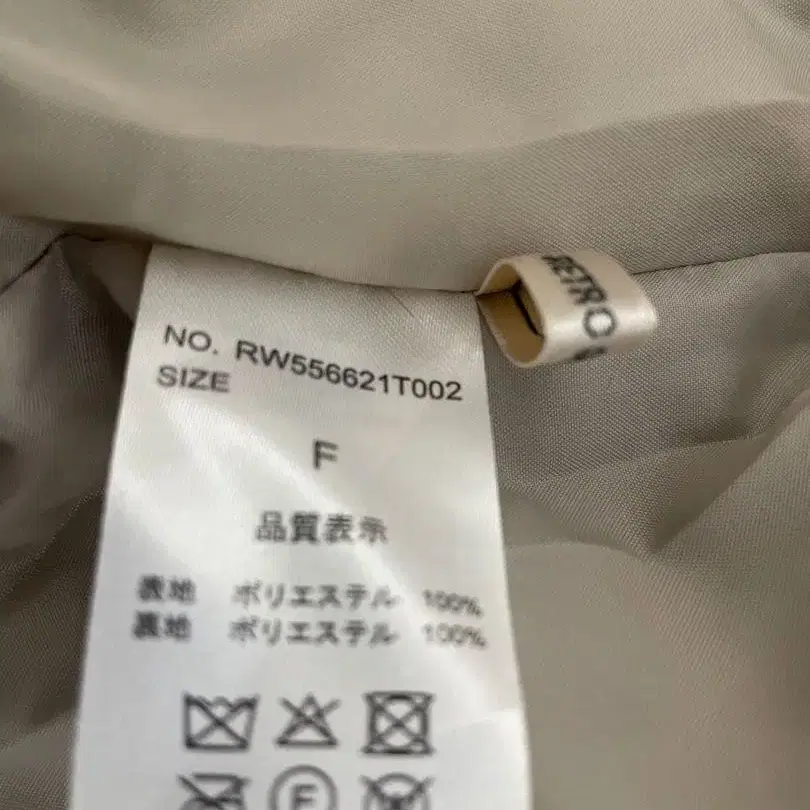 NO. RW556621T002
SIZE
F
品質表示
表地 ポリエステル 100%
裏地 ポリエステル 100%
RETRO
F